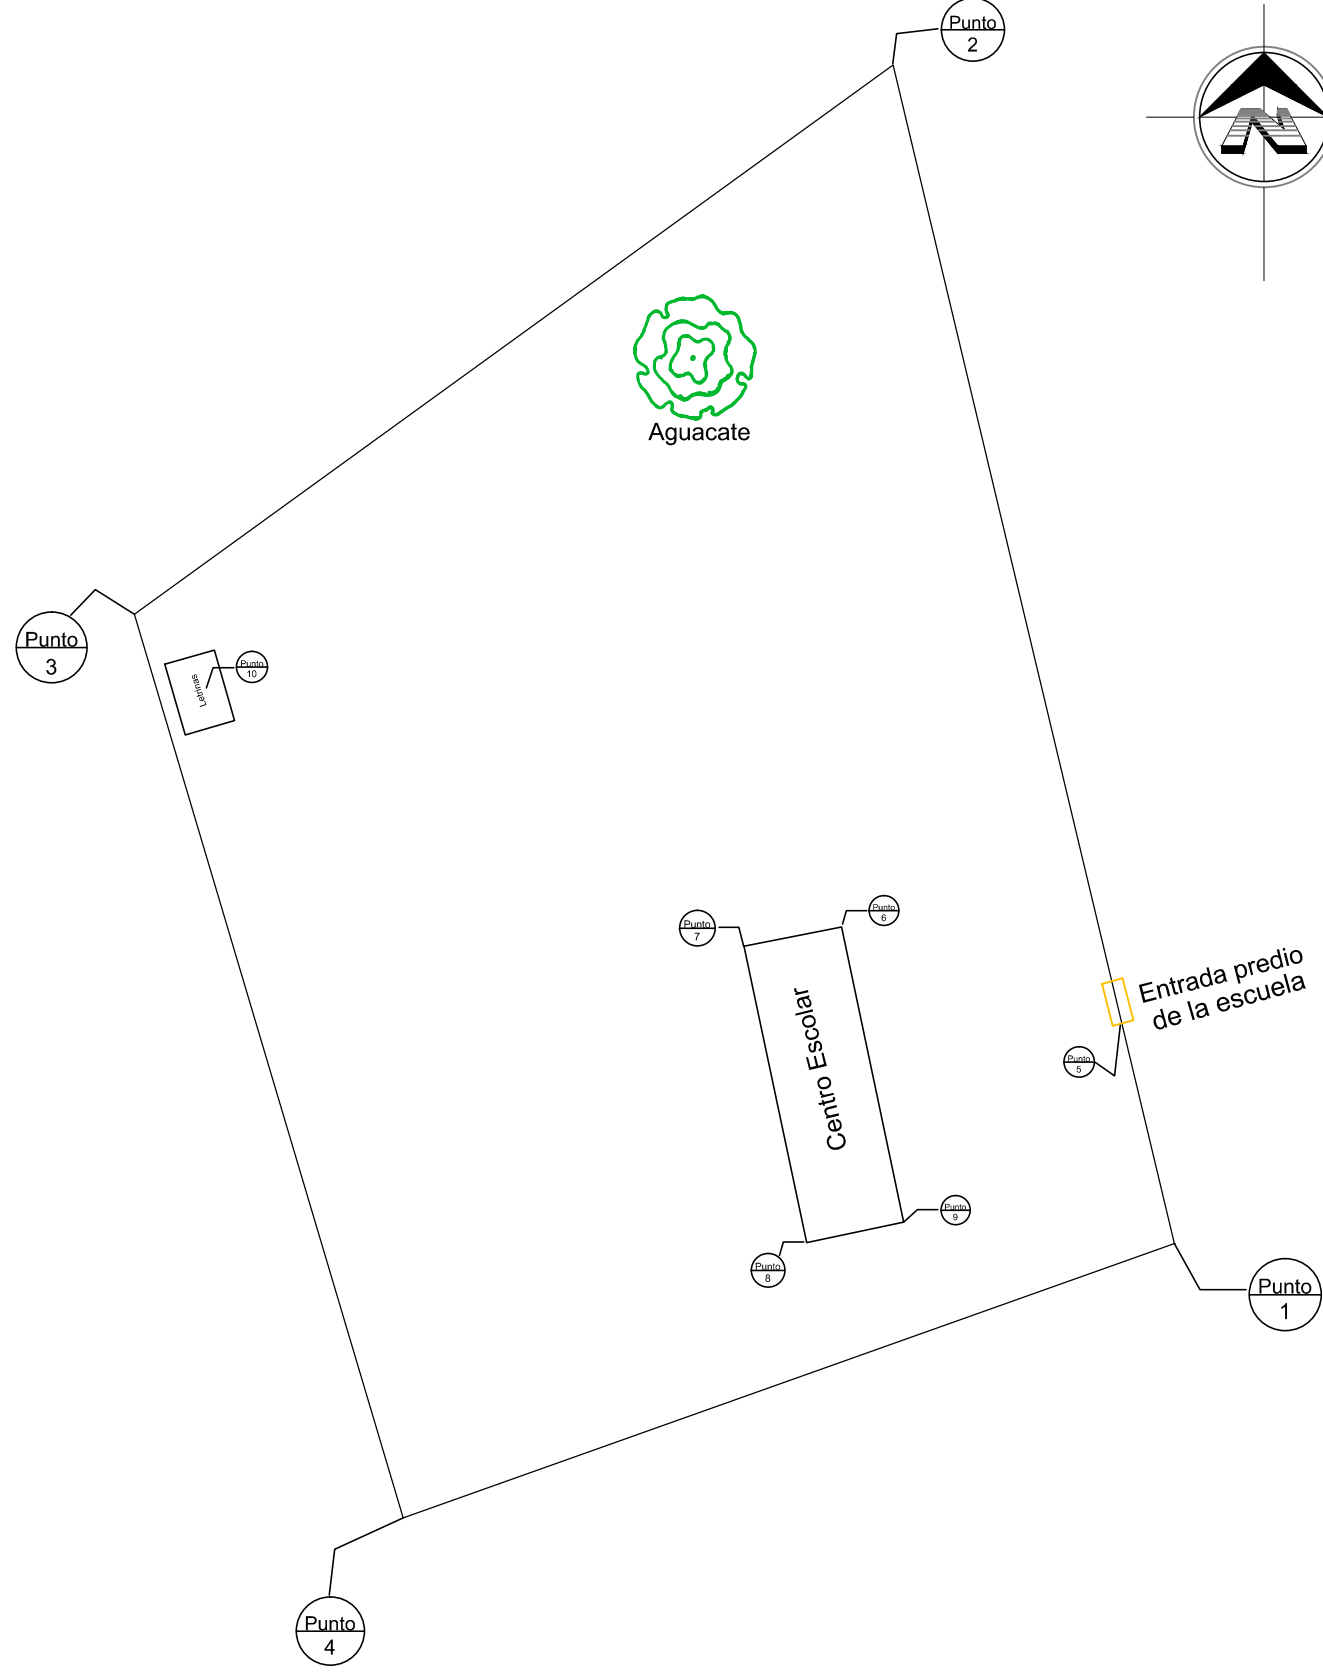 Punto
2
N
Aguacate
Punto
3
Letrinas
Punto
10
Punto
7
Punto
6
Centro Escolar
Entrada predio
de la escuela
Punto
5
Punto
9
Punto
8
Punto
1
Punto
4